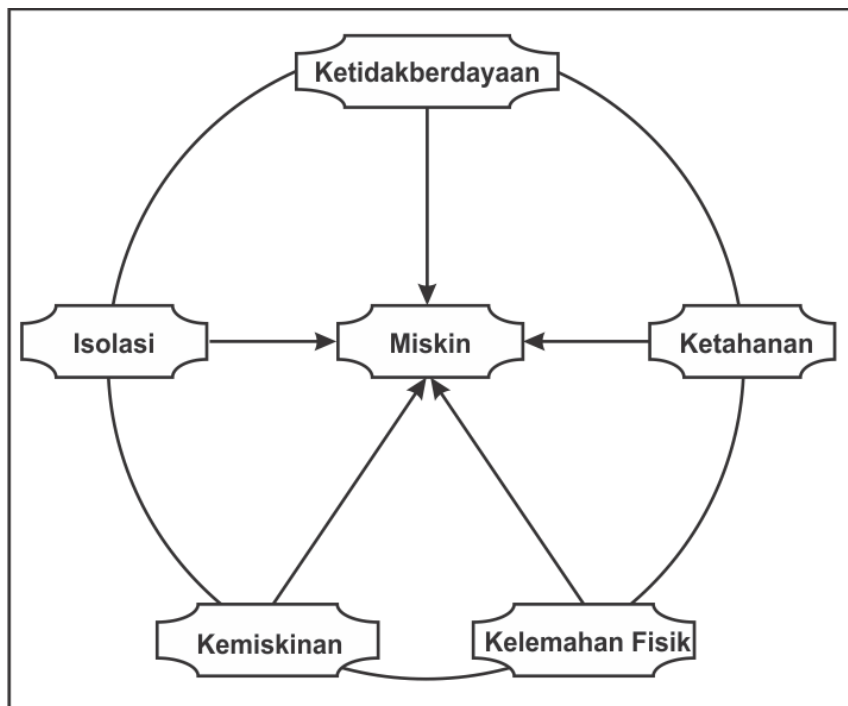 Ketidakberdayaan
Isolasi
Miskin
Ketahanan
Kemiskinan
Kelemahan Fisik